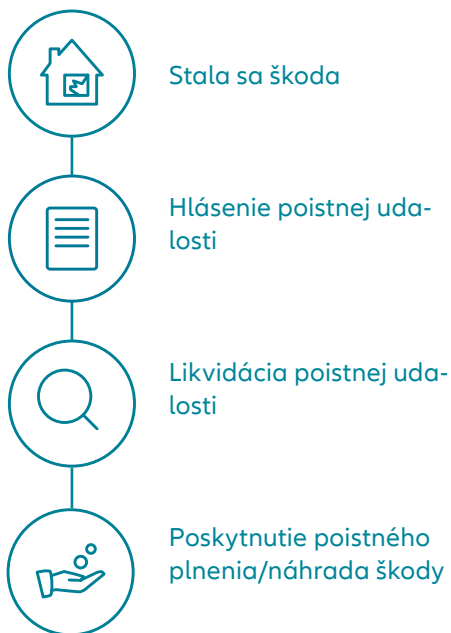 Stala sa škoda
Hlásenie poistnej uda-
losti
Likvidácia poistnej uda-
losti
Poskytnutie poistného
plnenia/náhrada škody